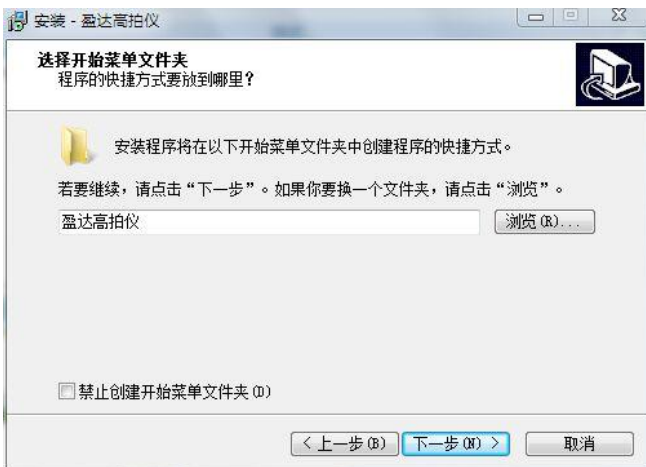 安装 - 盈达高拍仪
选择开始菜单文件夹
程序的快捷方式要放到哪里?
安装程序将在以下开始菜单文件夹中创建程序的快捷方式。
若要继续，请点击“下一步”。如果你要换一个文件夹，请点击“浏览”。
盈达高拍仪
浏览(R)...
禁止创建开始菜单文件夹(D)
< 上一步(B)
下一步(N) >
取消